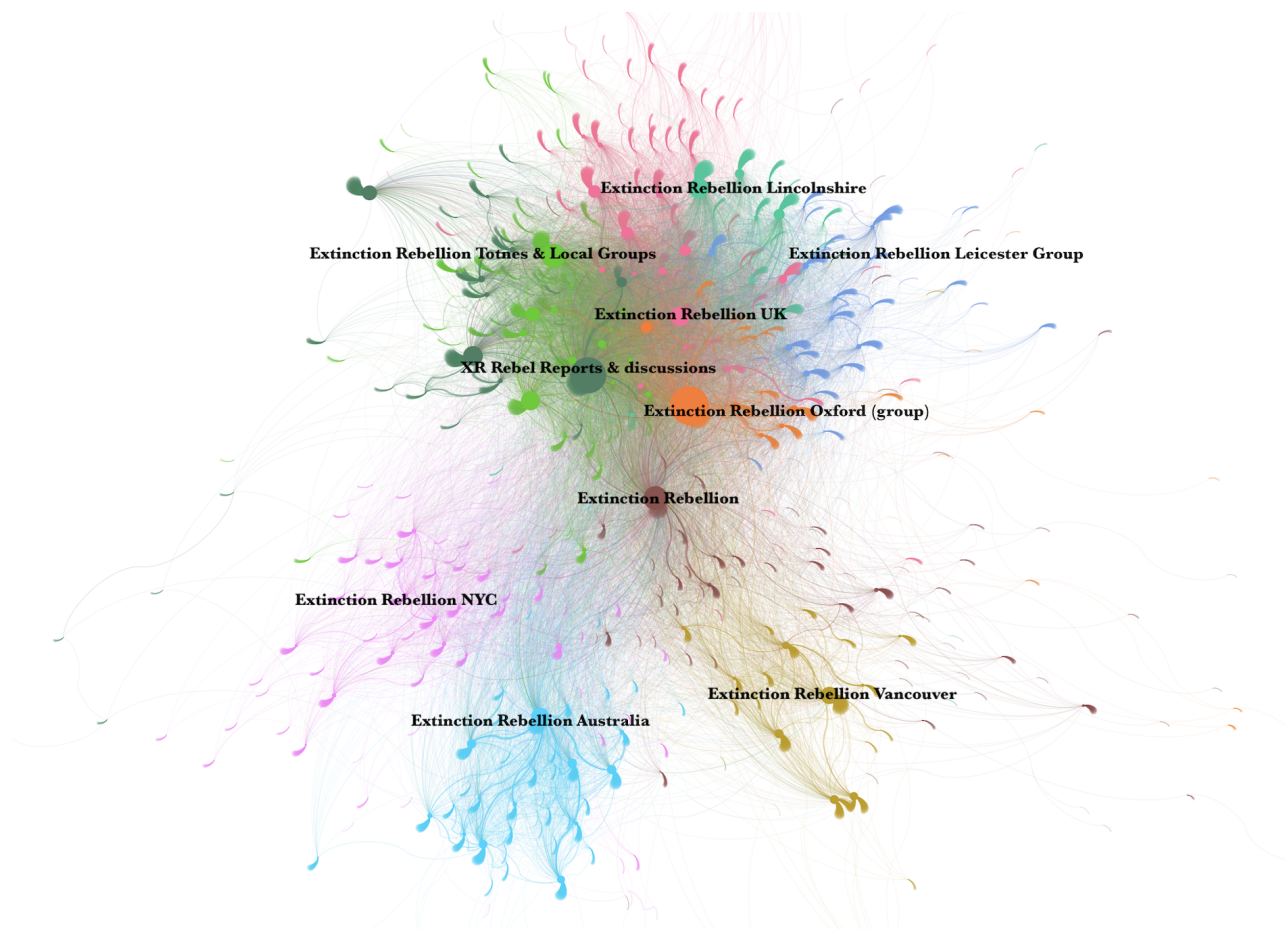 Extinction Rebellion Lincolnshire
Extinction Rebellion Totnes & Local Groups
Extinction Rebellion Leicester Group
Extinction Rebellion UK
XR Rebel Reports & discussions
Extinction Rebellion Oxford (group)
Extinction Rebellion
Extinction Rebellion NYC
Extinction Rebellion Vancouver
Extinction Rebellion Australia